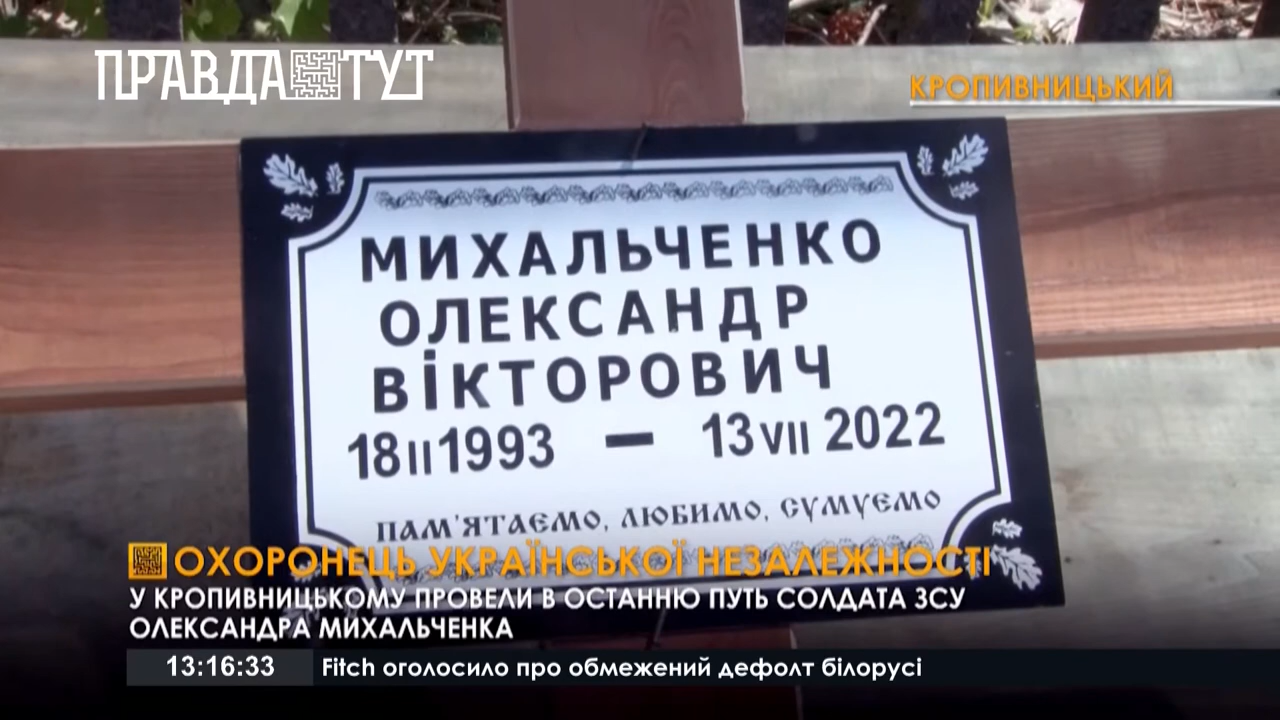 ПРАВДА ТУТ
КРОПИВНИЦЬКИЙ
МИХАЛЬЧЕНКО
ОЛЕКСАНДР
ВІКТОРОВИЧ
18 II 1993 — 13 VII 2022
ПАМ'ЯТАЄМО, ЛЮБИМО, СУМУЄМО
ОХОРОНЕЦЬ УКРАЇНСЬКОЇ НЕЗАЛЕЖНОСТІ
У КРОПИВНИЦЬКОМУ ПРОВЕЛИ В ОСТАННЮ ПУТЬ СОЛДАТА ЗСУ
ОЛЕКСАНДРА МИХАЛЬЧЕНКА
13:16:33 Fitch оголосило про обмежений дефолт білорусі